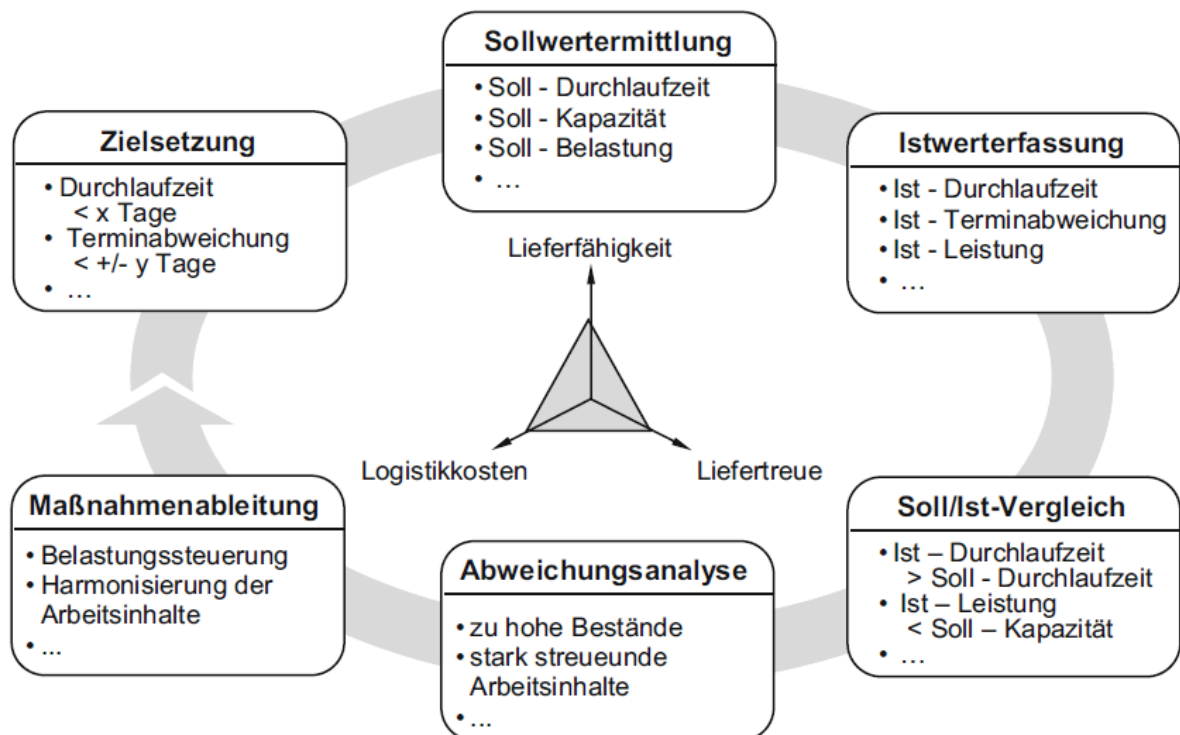 Sollwertermittlung
• Soll - Durchlaufzeit
• Soll - Kapazität
• Soll - Belastung
• ...
Zielsetzung
• Durchlaufzeit
< x Tage
• Terminabweichung
< +/- y Tage
• ...
Istwerterfassung
• Ist - Durchlaufzeit
• Ist - Terminabweichung
• Ist - Leistung
• ...
Lieferfähigkeit
Logistikkosten
Liefertreue
Maßnahmenableitung
• Belastungssteuerung
• Harmonisierung der
Arbeitsinhalte
• ...
Abweichungsanalyse
• zu hohe Bestände
• stark streueunde
Arbeitsinhalte
• ...
Soll/Ist-Vergleich
• Ist – Durchlaufzeit
> Soll - Durchlaufzeit
• Ist – Leistung
< Soll – Kapazität
• ...